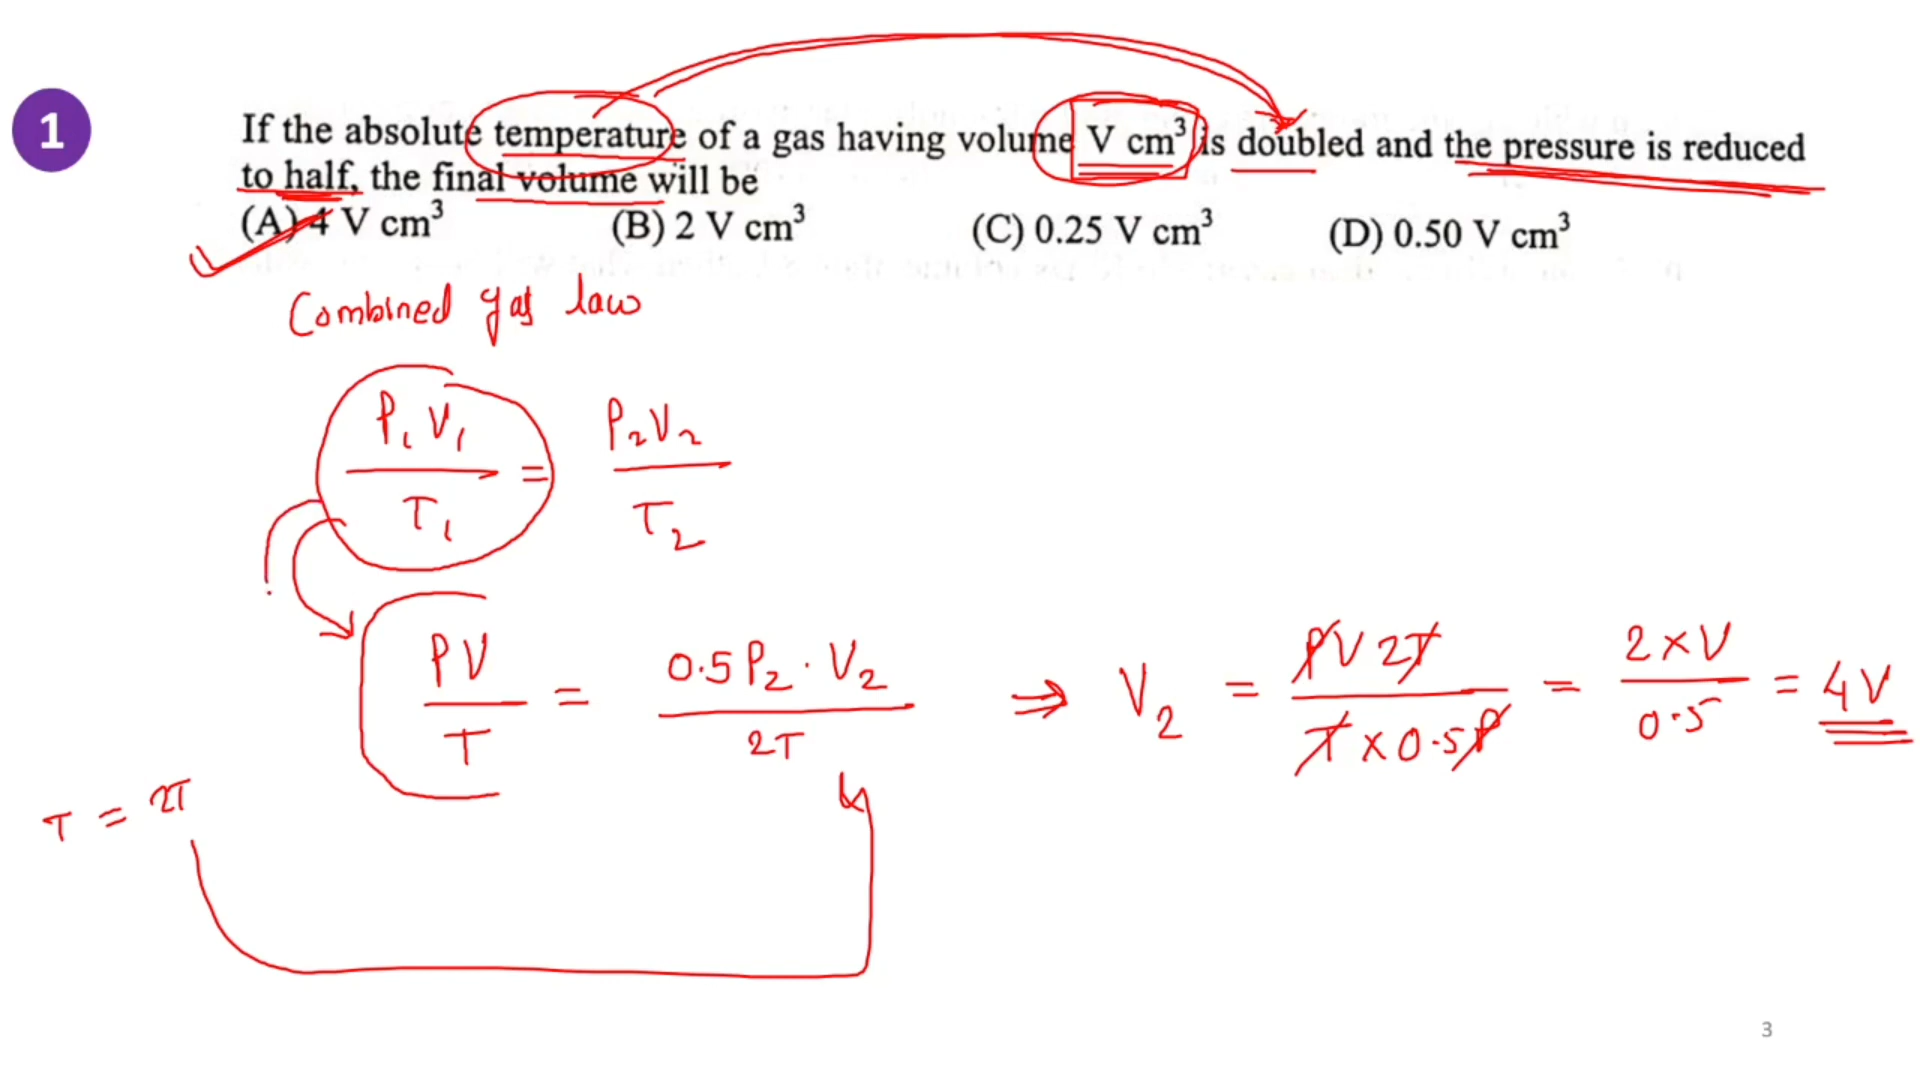 1
If the absolute temperature of a gas having volume V cm³ is doubled and the pressure is reduced
to half, the final volume will be
(A) 4 V cm³ (B) 2 V cm³ (C) 0.25 V cm³ (D) 0.50 V cm³
Combined gas law
P₁V₁/T₁ = P₂V₂/T₂
PV/T = 0.5P₂·V₂/2T ⇒ V₂ = PV2T/T×0.5P = 2×V/0.5 = 4V
T = 2T
3